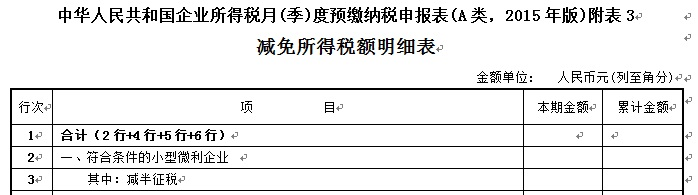 中华人民共和国企业所得税月(季)度预缴纳税申报表(A类，2015年版)附表3
减免所得税额明细表
金额单位： 人民币元(列至角分)
行次 项 目 本期金额 累计金额
1 合计（2行+4行+5行+6行）
2 一、符合条件的小型微利企业
3 其中：减半征税